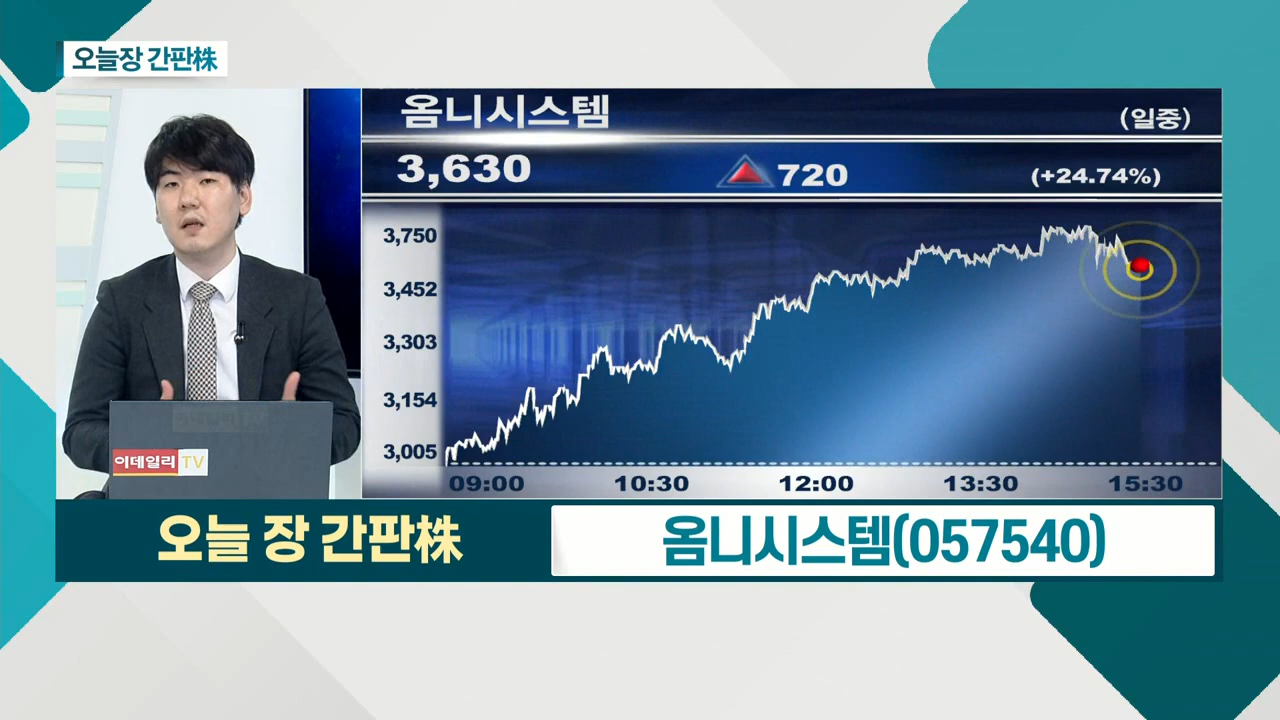 오늘장 간판株
옴니시스템
(일중)
3,630
720
(+24.74%)
3,750
3,452
3,303
3,154
3,005
09:00 10:30 12:00 13:30 15:30
이데일리 TV
오늘 장 간판株
옴니시스템(057540)